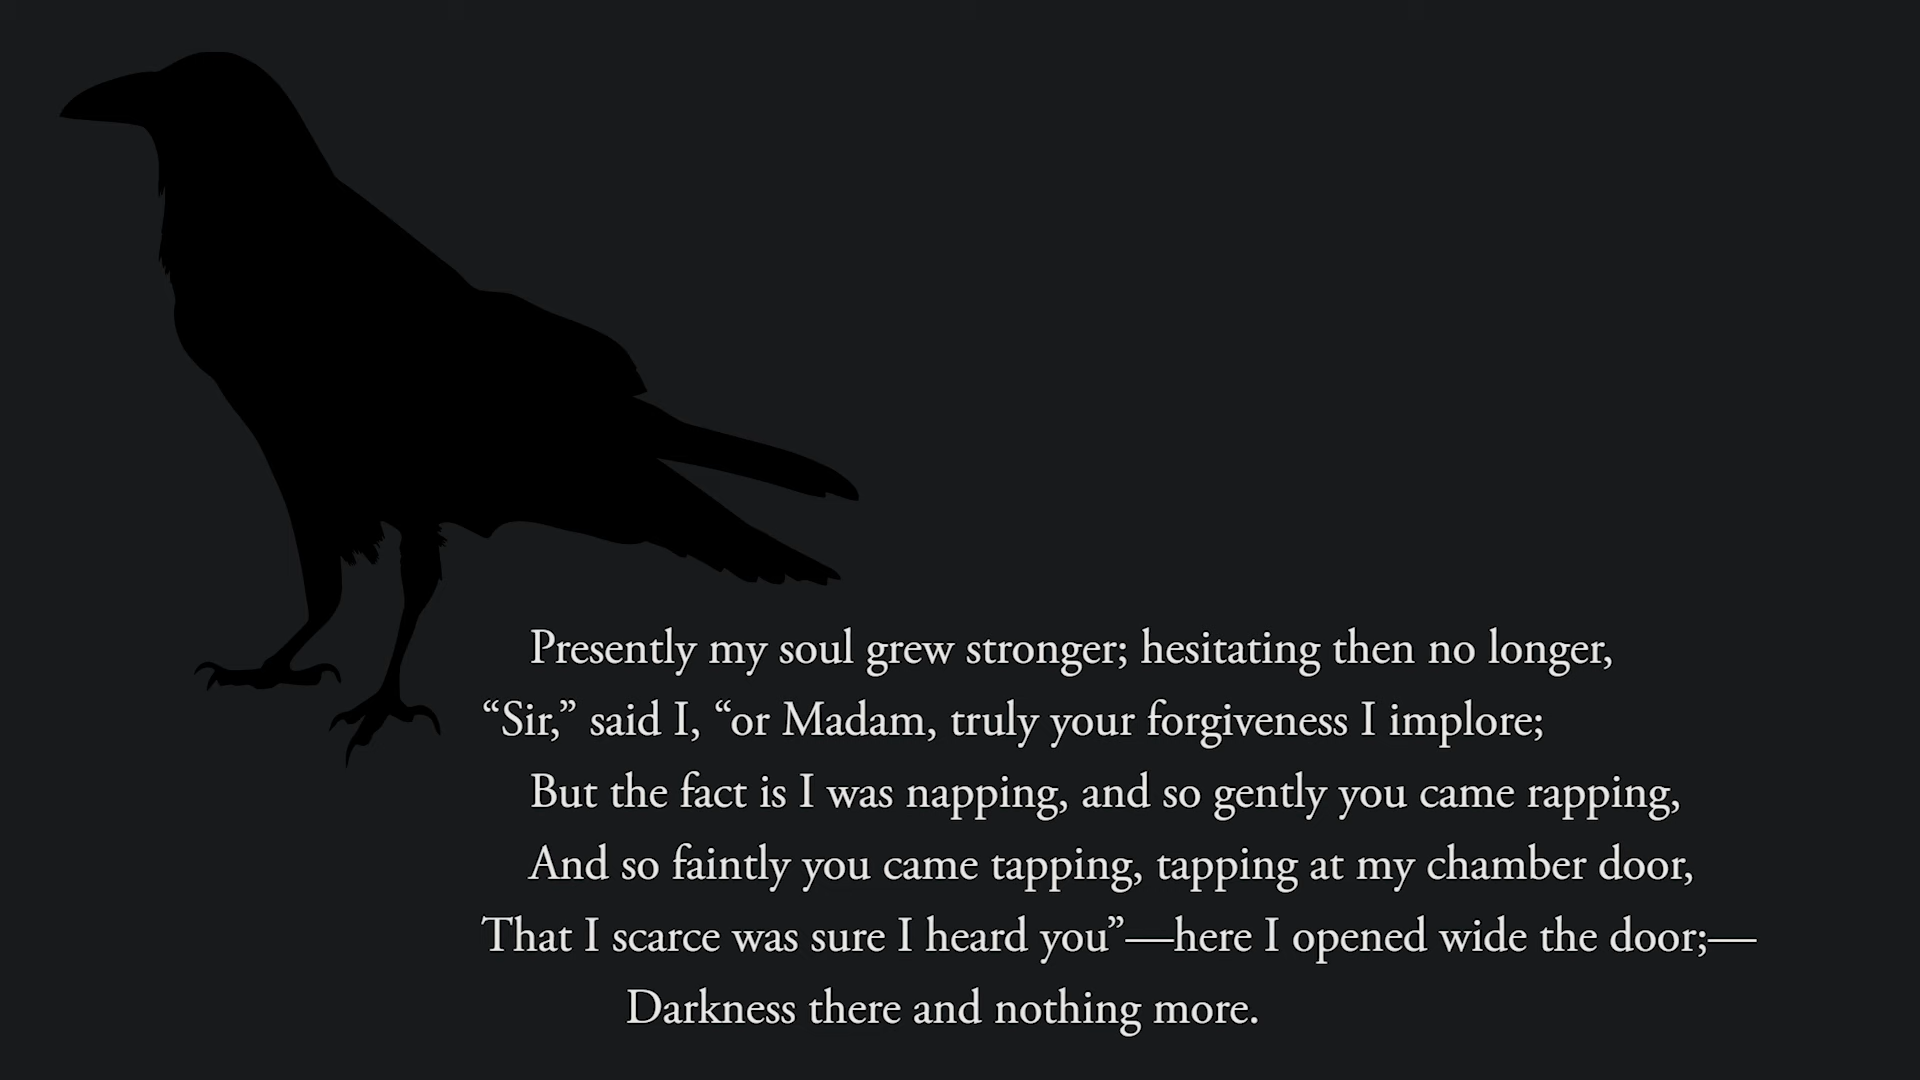 Presently my soul grew stronger; hesitating then no longer,
“Sir,” said I, “or Madam, truly your forgiveness I implore;
But the fact is I was napping, and so gently you came rapping,
And so faintly you came tapping, tapping at my chamber door,
That I scarce was sure I heard you”—here I opened wide the door;—
Darkness there and nothing more.